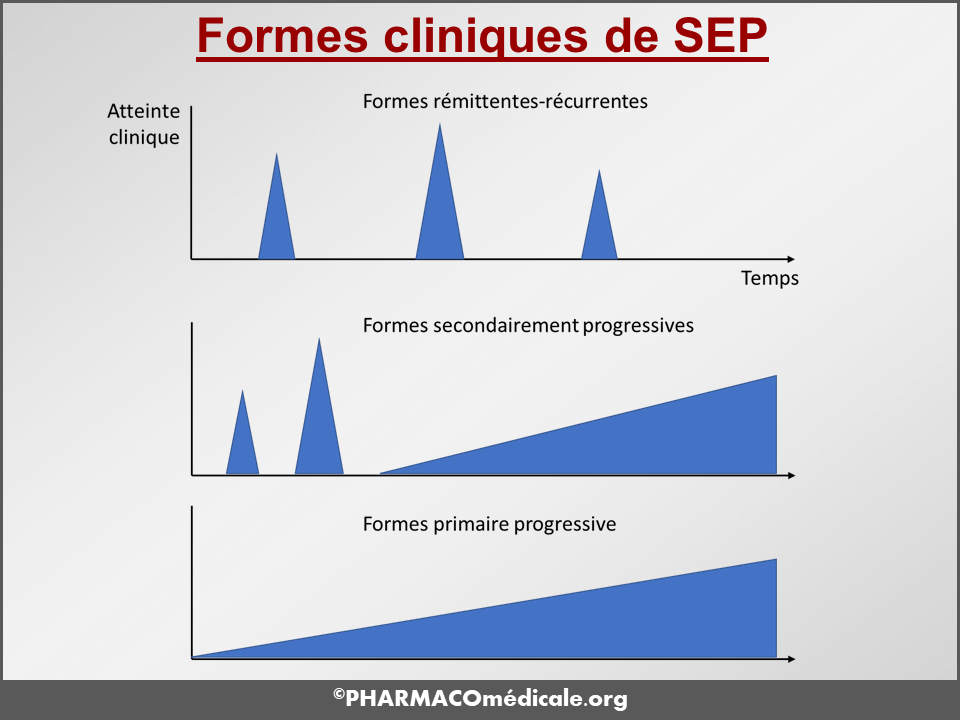 Formes cliniques de SEP
Atteinte
clinique
Formes rémittentes-récurrentes
Temps
Formes secondairement progressives
Formes primaire progressive
©PHARMACOmédicale.org